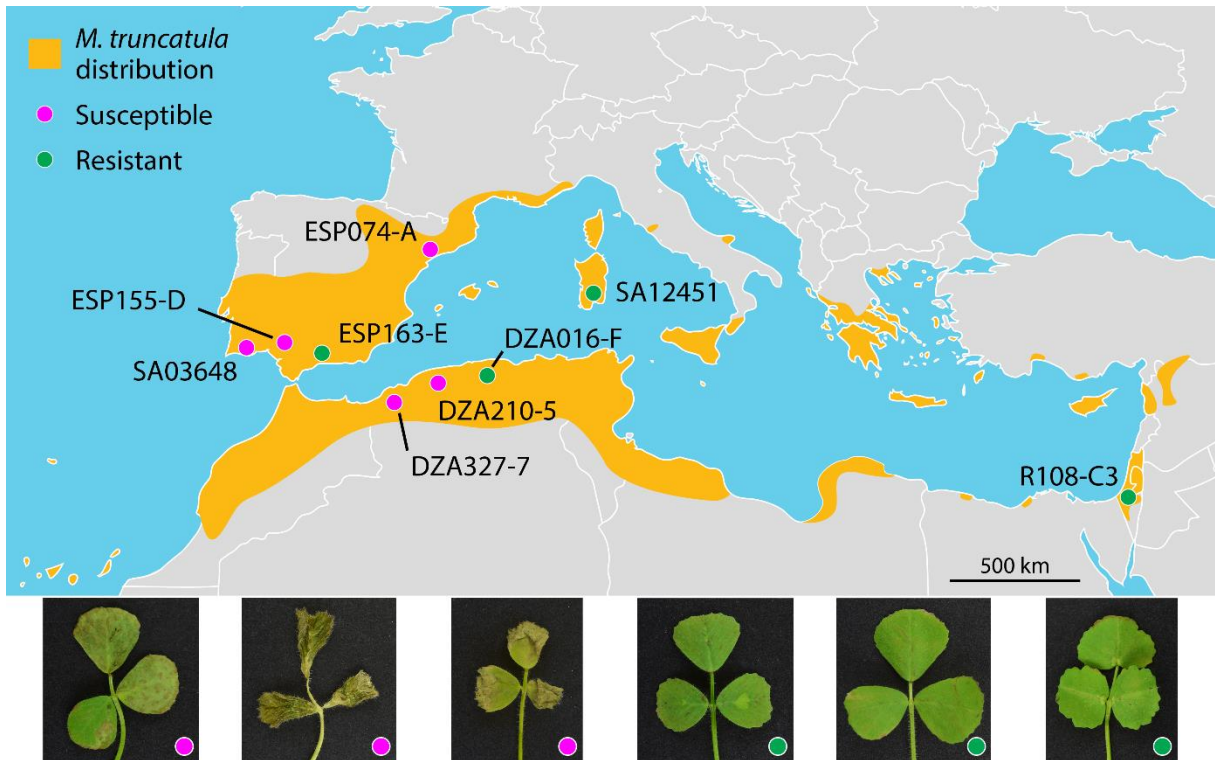 M. truncatula
distribution
Susceptible
Resistant
ESP074-A
ESP155-D
ESP163-E
SA03648
SA12451
DZA016-F
DZA210-5
DZA327-7
R108-C3
500 km